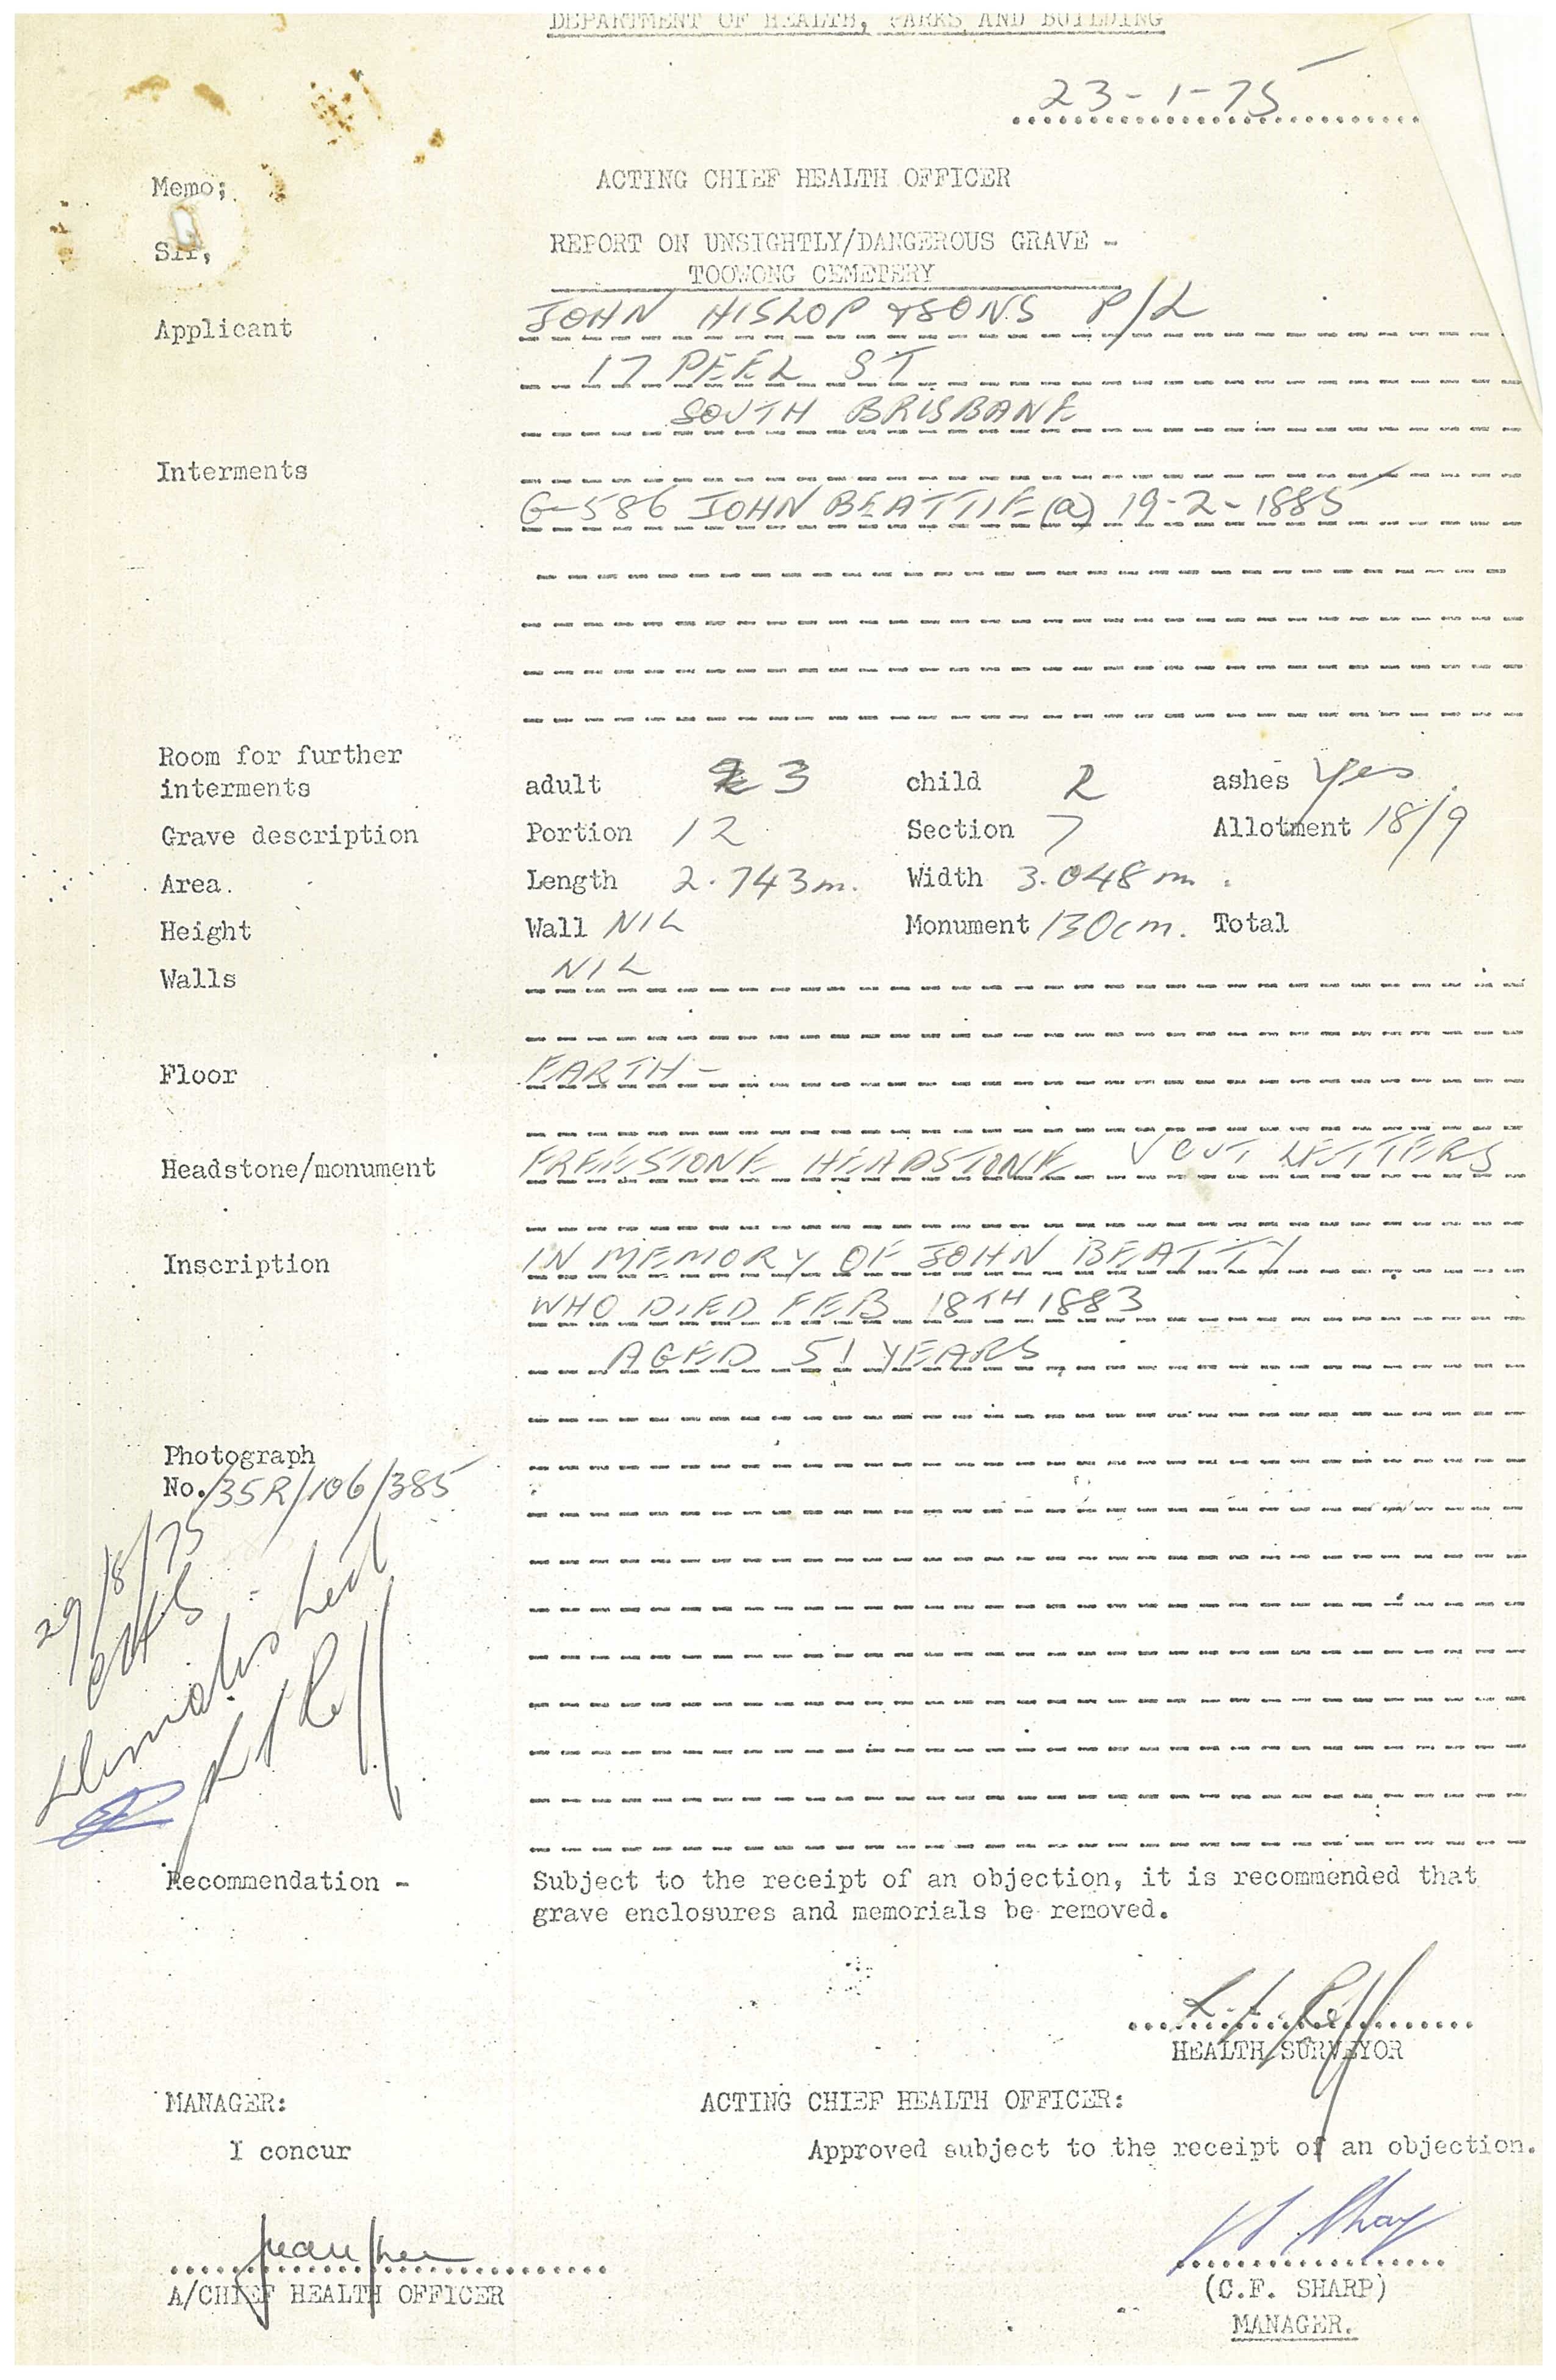 DEPARTMENT OF HEALTH, PARKS AND BUILDING
23-1-75
Memo; ACTING CHIEF HEALTH OFFICER
Sir, REPORT ON UNSIGHTLY/DANGEROUS GRAVE -
TOOWONG CEMETERY
Applicant JOHN HISLOP & SONS P/L
17 PEEL ST
SOUTH BRISBANE
Interments
G-586 JOHN BEATTIE (a) 19-2-1885
Room for further
interments adult 3 child 2 ashes Yes
Grave description Portion 12 Section 7 Allotment 18/9
Area. Length 2.743m. Width 3.048m.
Height Wall NIL Monument 130cm. Total
Walls NIL
Floor EARTH-
Headstone/monument FREESTONE HEADSTONE V CUT LETTERS
Inscription IN MEMORY OF JOHN BEATTY
WHO DIED FEB 18TH 1883
AGED 51 YEARS
Photograph
No. 35R/106/385
29/8/75
Recommendation - Subject to the receipt of an objection, it is recommended that
grave enclosures and memorials be removed.
HEALTH SURVEYOR
MANAGER: ACTING CHIEF HEALTH OFFICER:
I concur Approved subject to the receipt of an objection.
A/CHIEF HEALTH OFFICER (C.F. SHARP)
MANAGER.